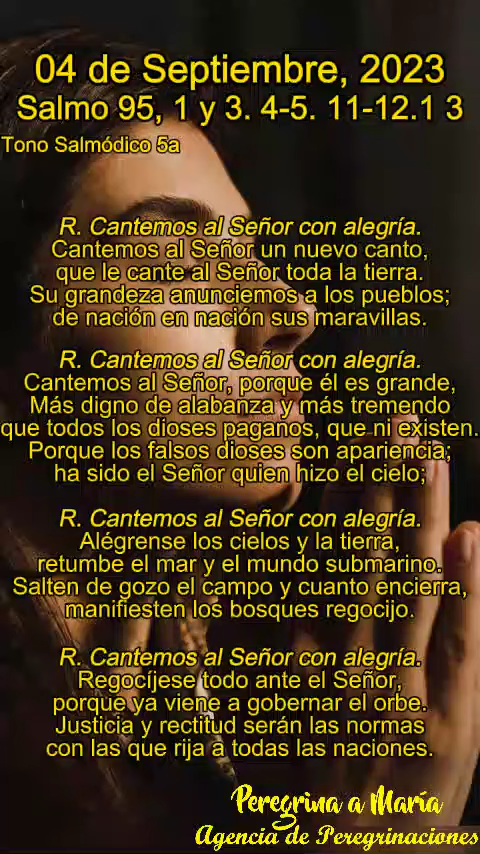 04 de Septiembre, 2023
Salmo 95, 1 y 3. 4-5. 11-12.1 3
Tono Salmódico 5a
R. Cantemos al Señor con alegría.
Cantemos al Señor un nuevo canto,
que le cante al Señor toda la tierra.
Su grandeza anunciemos a los pueblos;
de nación en nación sus maravillas.
R. Cantemos al Señor con alegría.
Cantemos al Señor, porque él es grande,
Más digno de alabanza y más tremendo
que todos los dioses paganos, que ni existen.
Porque los falsos dioses son apariencia;
ha sido el Señor quien hizo el cielo;
R. Cantemos al Señor con alegría.
Alégrense los cielos y la tierra,
retumbe el mar y el mundo submarino.
Salten de gozo el campo y cuanto encierra,
manifiesten los bosques regocijo.
R. Cantemos al Señor con alegría.
Regocíjese todo ante el Señor,
porque ya viene a gobernar el orbe.
Justicia y rectitud serán las normas
con las que rija a todas las naciones.
Peregrina a María
Agencia de Peregrinaciones